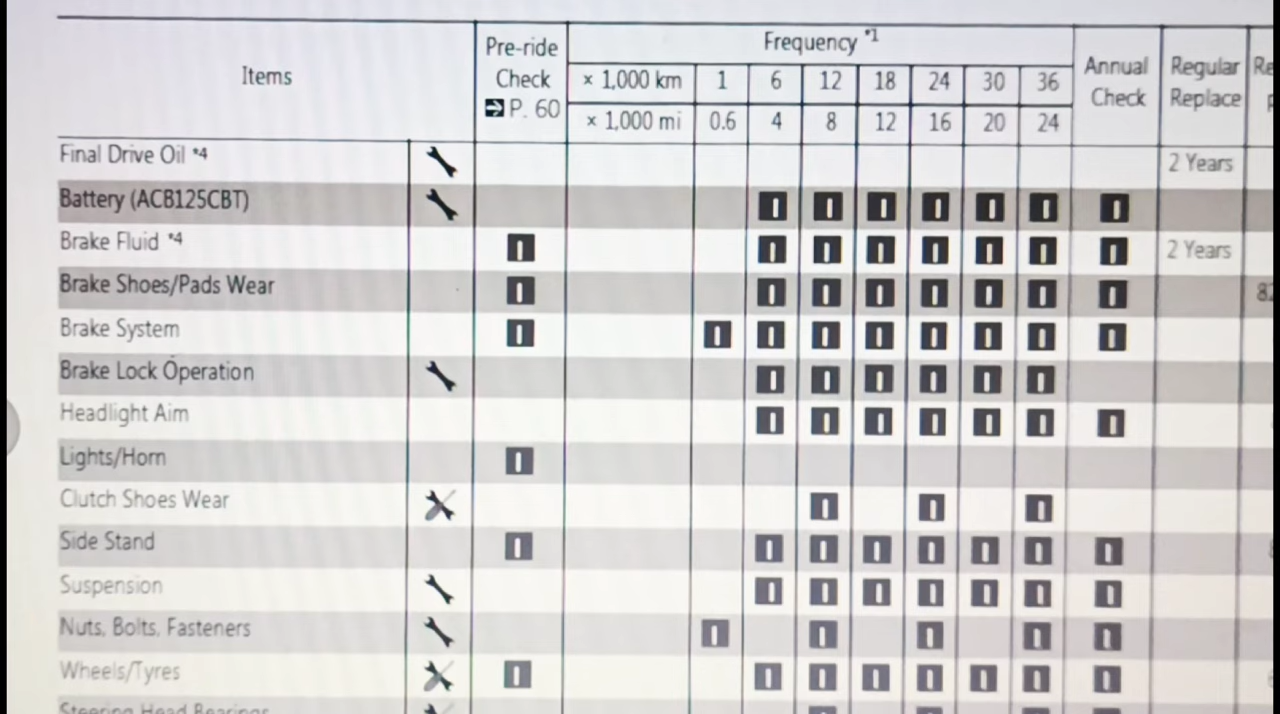 Items
Pre-ride Check P. 60
Frequency *1
Annual Check
Regular Replace
× 1,000 km 1 6 12 18 24 30 36
× 1,000 mi 0.6 4 8 12 16 20 24
Final Drive Oil *4 2 Years
Battery (ACB125CBT) I I I I I I I
Brake Fluid *4 I I I I I I I I 2 Years
Brake Shoes/Pads Wear I I I I I I I I
Brake System I I I I I I I I I
Brake Lock Operation I I I I I I
Headlight Aim I I I I I I I
Lights/Horn I
Clutch Shoes Wear I I I
Side Stand I I I I I I I I
Suspension I I I I I I I
Nuts, Bolts, Fasteners I I I I I
Wheels/Tyres I I I I I I I I
Steering Head Bearings